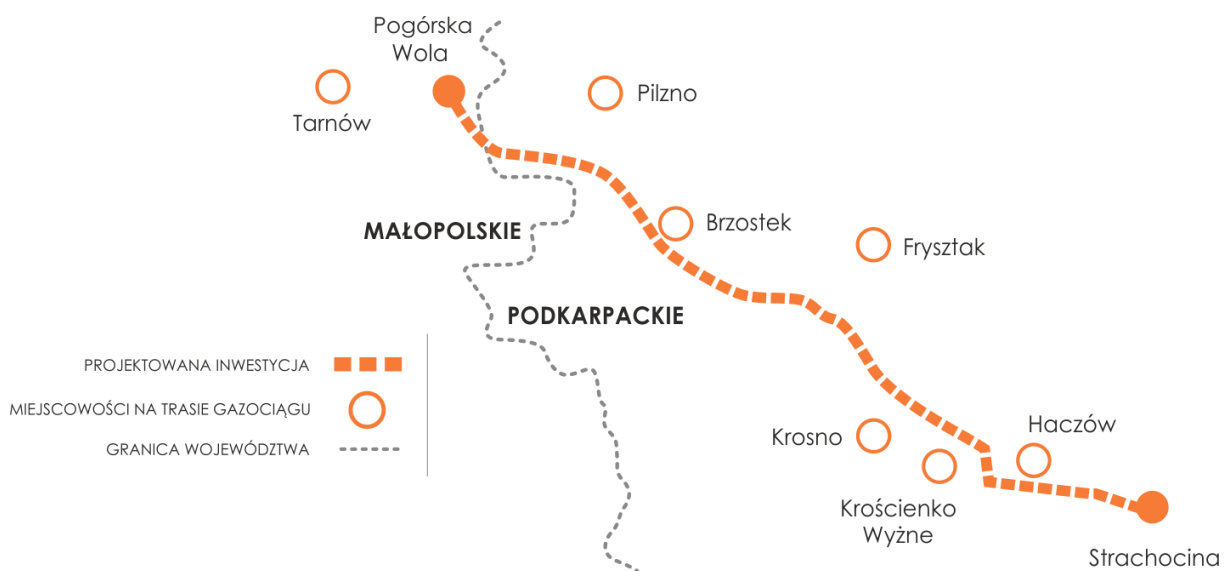 Pogórska
Wola
Tarnów
Pilzno
Brzostek
MAŁOPOLSKIE
Frysztak
PODKARPACKIE
PROJEKTOWANA INWESTYCJA
MIEJSCOWOŚCI NA TRASIE GAZOCIĄGU
GRANICA WOJEWÓDZTWA
Krosno
Haczów
Krościenko
Wyżne
Strachocina